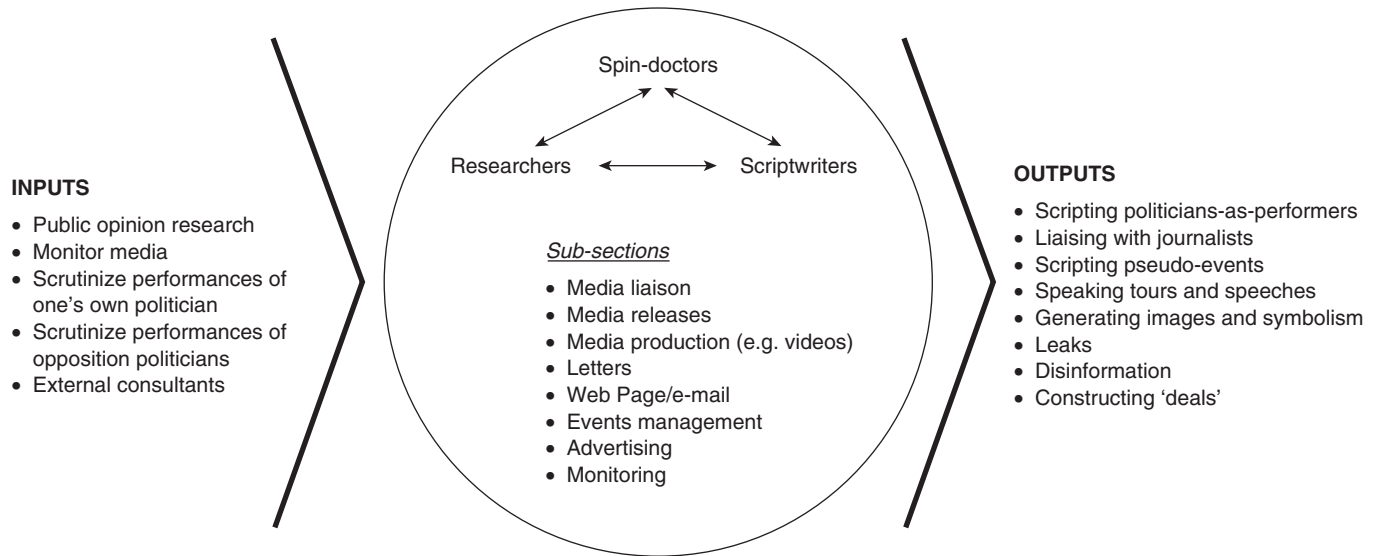 INPUTS
• Public opinion research
• Monitor media
• Scrutinize performances of
one's own politician
• Scrutinize performances of
opposition politicians
• External consultants
Spin-doctors
Researchers
Scriptwriters
Sub-sections
• Media liaison
• Media releases
• Media production (e.g. videos)
• Letters
• Web Page/e-mail
• Events management
• Advertising
• Monitoring
OUTPUTS
• Scripting politicians-as-performers
• Liaising with journalists
• Scripting pseudo-events
• Speaking tours and speeches
• Generating images and symbolism
• Leaks
• Disinformation
• Constructing 'deals'